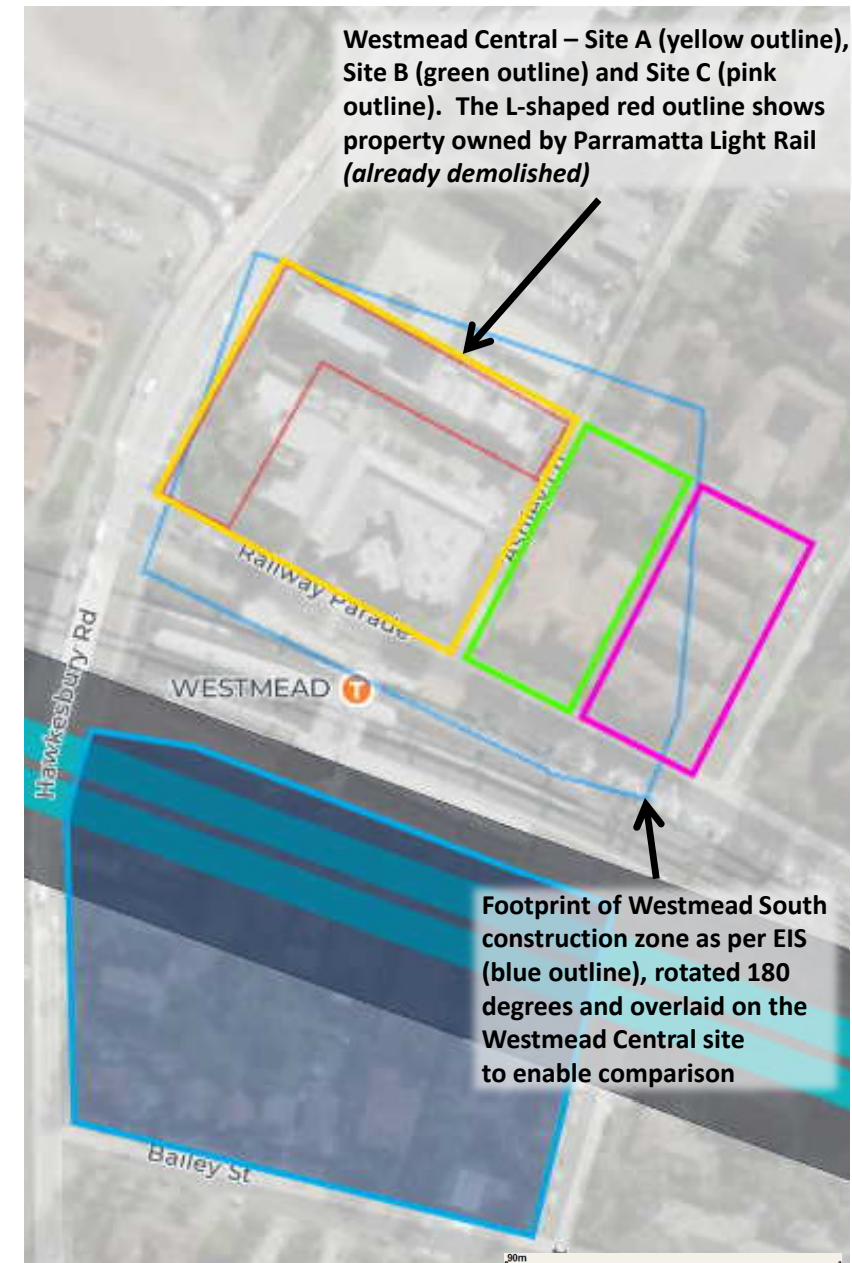 Westmead Central – Site A (yellow outline),
Site B (green outline) and Site C (pink
outline).  The L-shaped red outline shows
property owned by Parramatta Light Rail
(already demolished)
Ashley Ln
Railway Parade
Hawkesbury Rd
WESTMEAD T
Footprint of Westmead South
construction zone as per EIS
(blue outline), rotated 180
degrees and overlaid on the
Westmead Central site
to enable comparison
Bailey St
90m